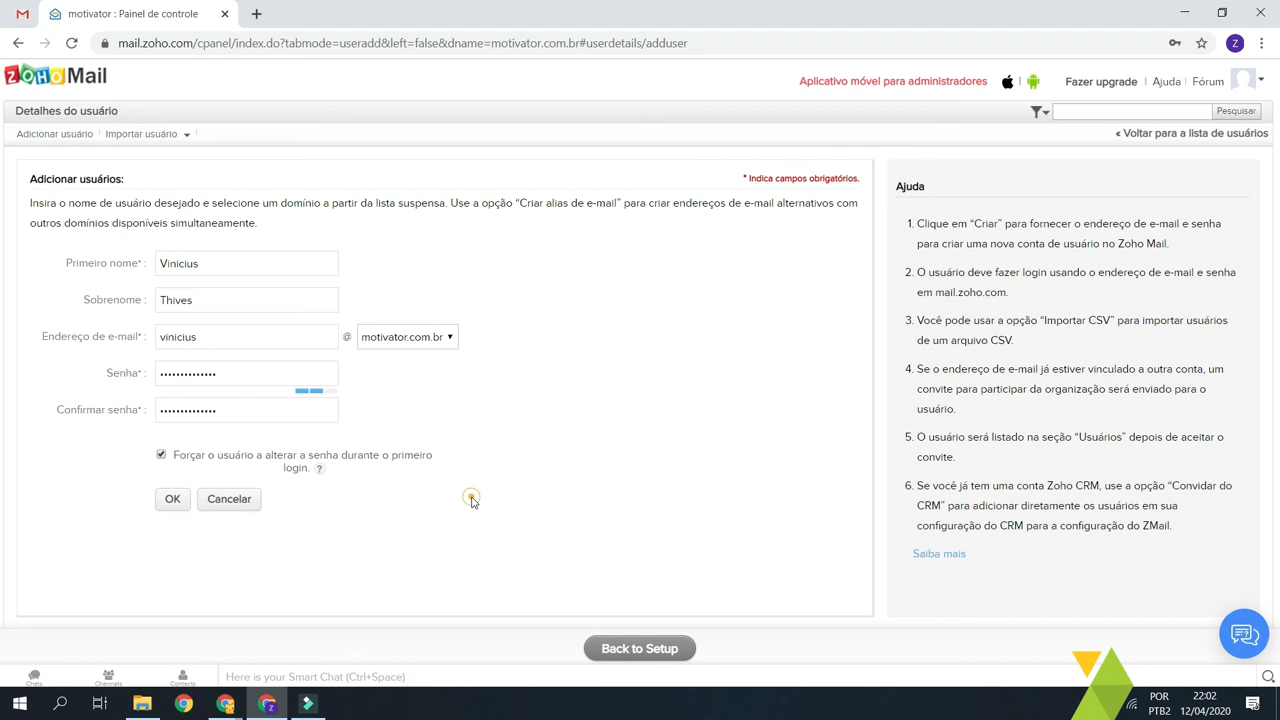 motivator : Painel de controle
mail.zoho.com/cpanel/index.do?tabmode=useradd&left=false&dname=motivator.com.br#userdetails/adduser
Z
ZOHO Mail
Aplicativo móvel para administradores
Fazer upgrade
Ajuda
Fórum
Detalhes do usuário
Pesquisar
Adicionar usuário
Importar usuário
« Voltar para a lista de usuários
Adicionar usuários:
* Indica campos obrigatórios.
Insira o nome de usuário desejado e selecione um domínio a partir da lista suspensa. Use a opção “Criar alias de e-mail” para criar endereços de e-mail alternativos com
outros domínios disponíveis simultaneamente.
Primeiro nome* : Vinicius
Sobrenome : Thives
Endereço de e-mail* : vinicius @ motivator.com.br
Senha* : ••••••••••••••
Confirmar senha* : ••••••••••••••
Forçar o usuário a alterar a senha durante o primeiro
login. ?
OK
Cancelar
Ajuda
1. Clique em “Criar” para fornecer o endereço de e-mail e senha
para criar uma nova conta de usuário no Zoho Mail.
2. O usuário deve fazer login usando o endereço de e-mail e senha
em mail.zoho.com.
3. Você pode usar a opção “Importar CSV” para importar usuários
de um arquivo CSV.
4. Se o endereço de e-mail já estiver vinculado a outra conta, um
convite para participar da organização será enviado para o
usuário.
5. O usuário será listado na seção “Usuários” depois de aceitar o
convite.
6. Se você já tem uma conta Zoho CRM, use a opção “Convidar do
CRM” para adicionar diretamente os usuários em sua
configuração do CRM para a configuração do ZMail.
Saiba mais
Back to Setup
Chats
Channels
Contacts
Here is your Smart Chat (Ctrl+Space)
POR
PTB2
22:02
12/04/2020